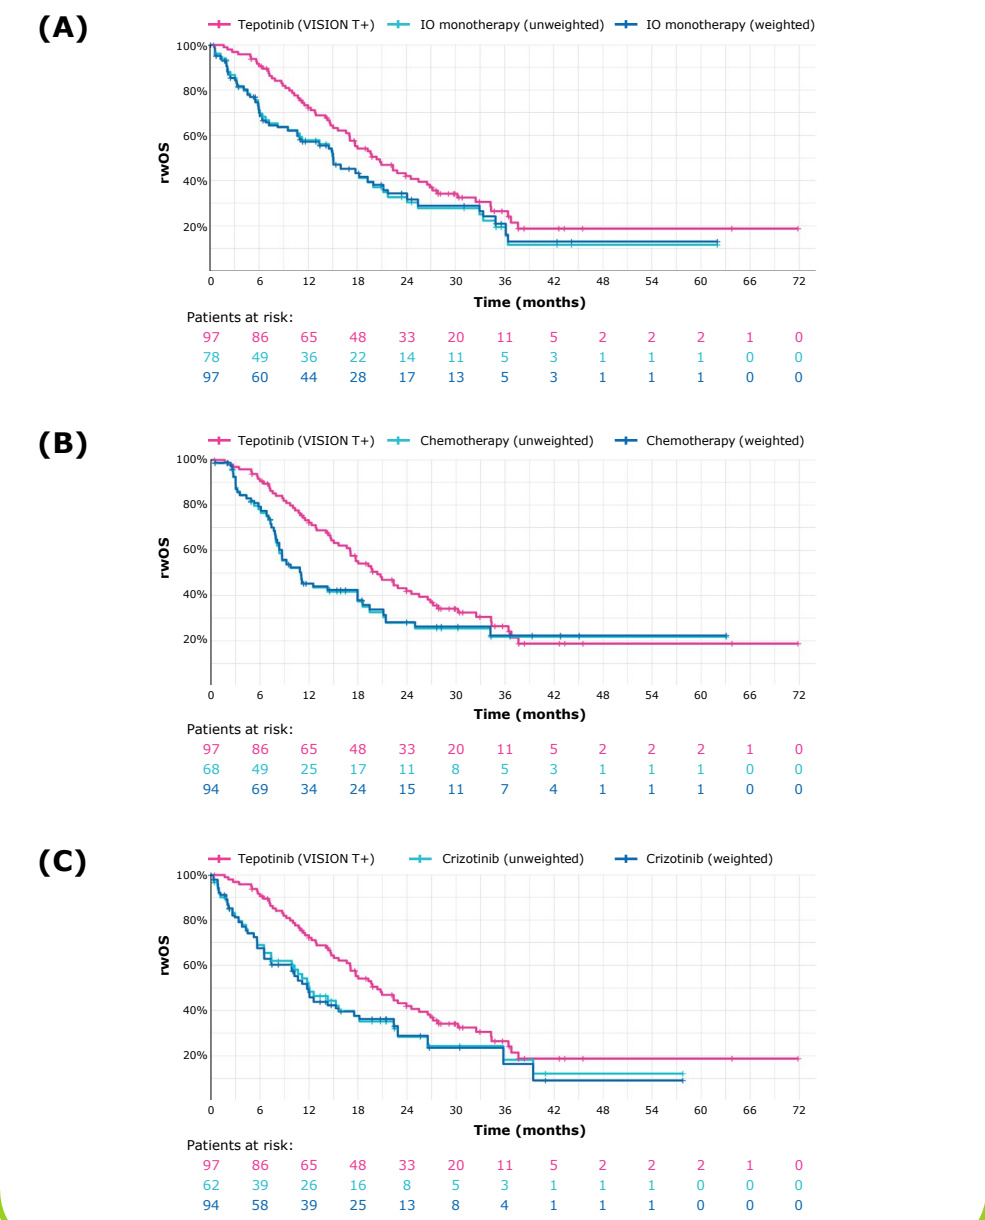 (A)
Tepotinib (VISION T+) IO monotherapy (unweighted) IO monotherapy (weighted)
100%
80%
60%
40%
20%
rwOS
0 6 12 18 24 30 36 42 48 54 60 66 72
Time (months)
Patients at risk:
97 86 65 48 33 20 11 5 2 2 2 1 0
78 49 36 22 14 11 5 3 1 1 1 0 0
97 60 44 28 17 13 5 3 1 1 1 0 0
(B)
Tepotinib (VISION T+) Chemotherapy (unweighted) Chemotherapy (weighted)
100%
80%
60%
40%
20%
rwOS
0 6 12 18 24 30 36 42 48 54 60 66 72
Time (months)
Patients at risk:
97 86 65 48 33 20 11 5 2 2 2 1 0
68 49 25 17 11 8 5 3 1 1 1 0 0
94 69 34 24 15 11 7 4 1 1 1 0 0
(C)
Tepotinib (VISION T+) Crizotinib (unweighted) Crizotinib (weighted)
100%
80%
60%
40%
20%
rwOS
0 6 12 18 24 30 36 42 48 54 60 66 72
Time (months)
Patients at risk:
97 86 65 48 33 20 11 5 2 2 2 1 0
62 39 26 16 8 5 3 1 1 1 0 0 0
94 58 39 25 13 8 4 1 1 1 0 0 0